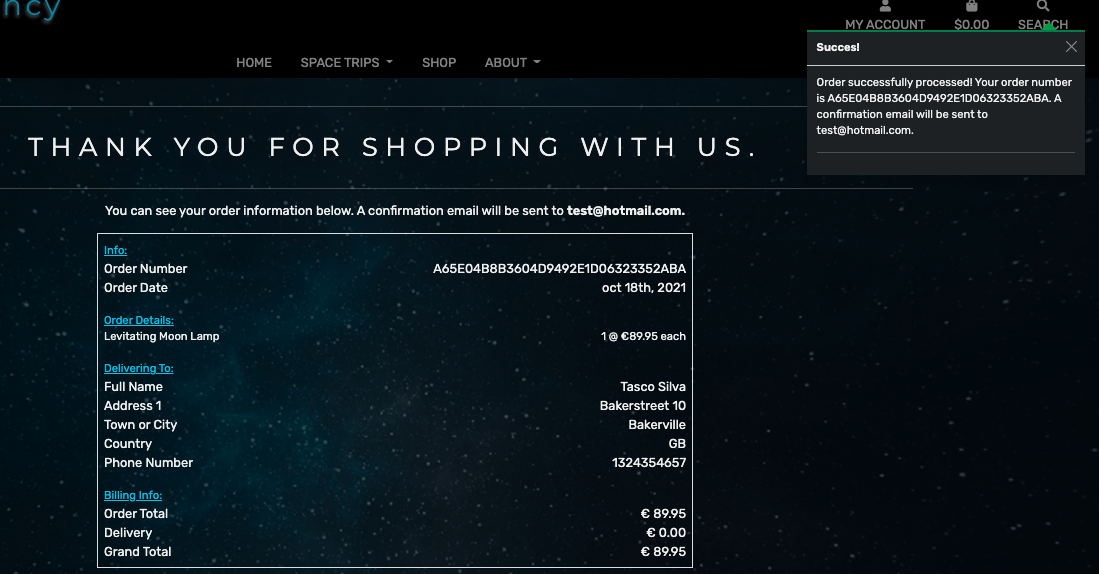 ncy
MY ACCOUNT $0.00 SEARCH
HOME SPACE TRIPS SHOP ABOUT
Succes!
Order successfully processed! Your order number
is A65E04B8B3604D9492E1D06323352ABA. A
confirmation email will be sent to
test@hotmail.com.
THANK YOU FOR SHOPPING WITH US.
You can see your order information below. A confirmation email will be sent to test@hotmail.com.
Info:
Order Number A65E04B8B3604D9492E1D06323352ABA
Order Date oct 18th, 2021
Order Details:
Levitating Moon Lamp 1 @ €89.95 each
Delivering To:
Full Name Tasco Silva
Address 1 Bakerstreet 10
Town or City Bakerville
Country GB
Phone Number 1324354657
Billing Info:
Order Total € 89.95
Delivery € 0.00
Grand Total € 89.95